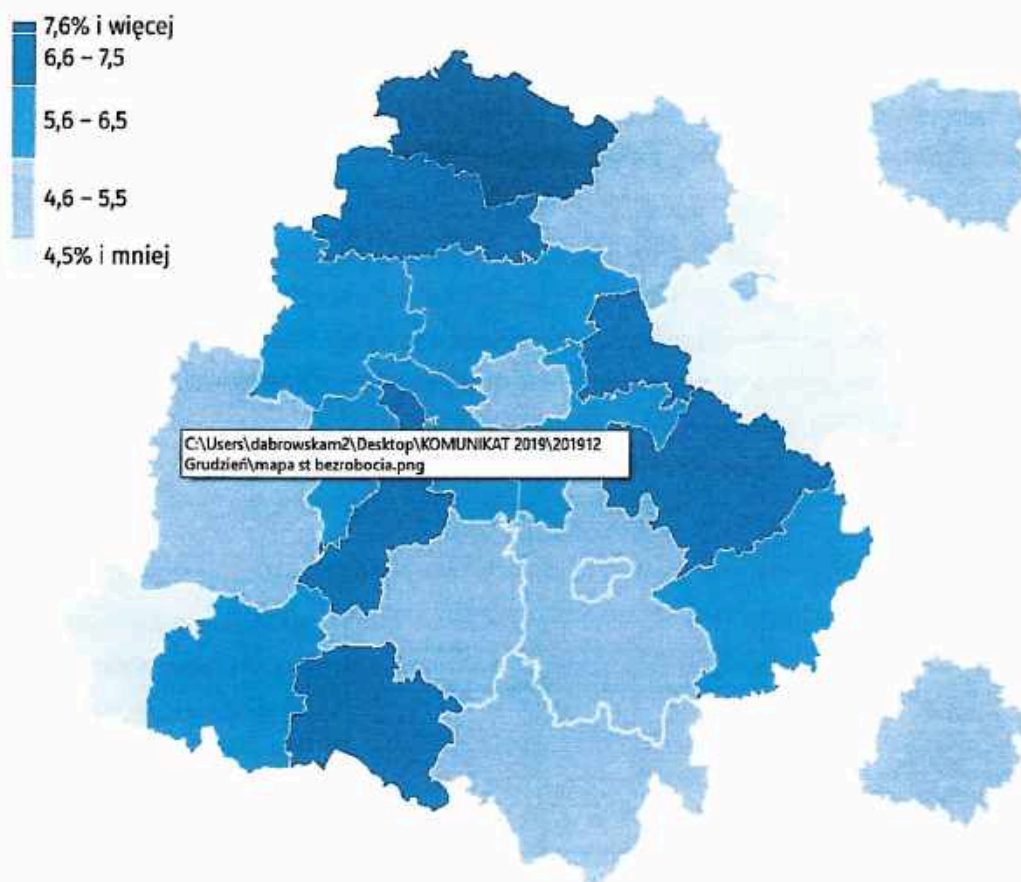 7,6% i więcej
6,6 – 7,5
5,6 – 6,5
4,6 – 5,5
4,5% i mniej
C:\Users\dabrowskam2\Desktop\KOMUNIKAT 2019\201912
Grudzień\mapa st bezrobocia.png